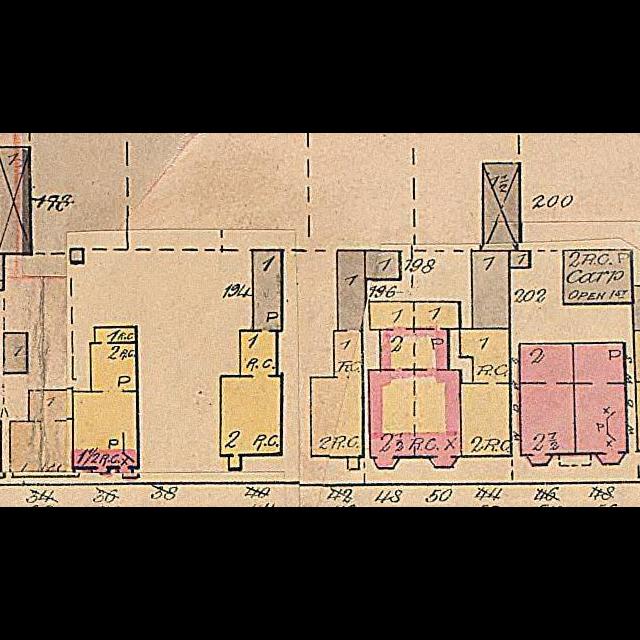 1½
198
1½
200
1
1
1
198
1
2 R.C. P
Carp
OPEN 1ST
194
1
196
202
P
1
1
1 R.C.
2 R.C.
1
R.C.
1
R.C.
2
P
1
R.C.
2
P
1
P
1
P
1½ R.C. X
2 R.C.
2 R.C.
2½ R.C. X
2 R.C.
2½
P
34
36
38
40
42
48
50
44
46
48